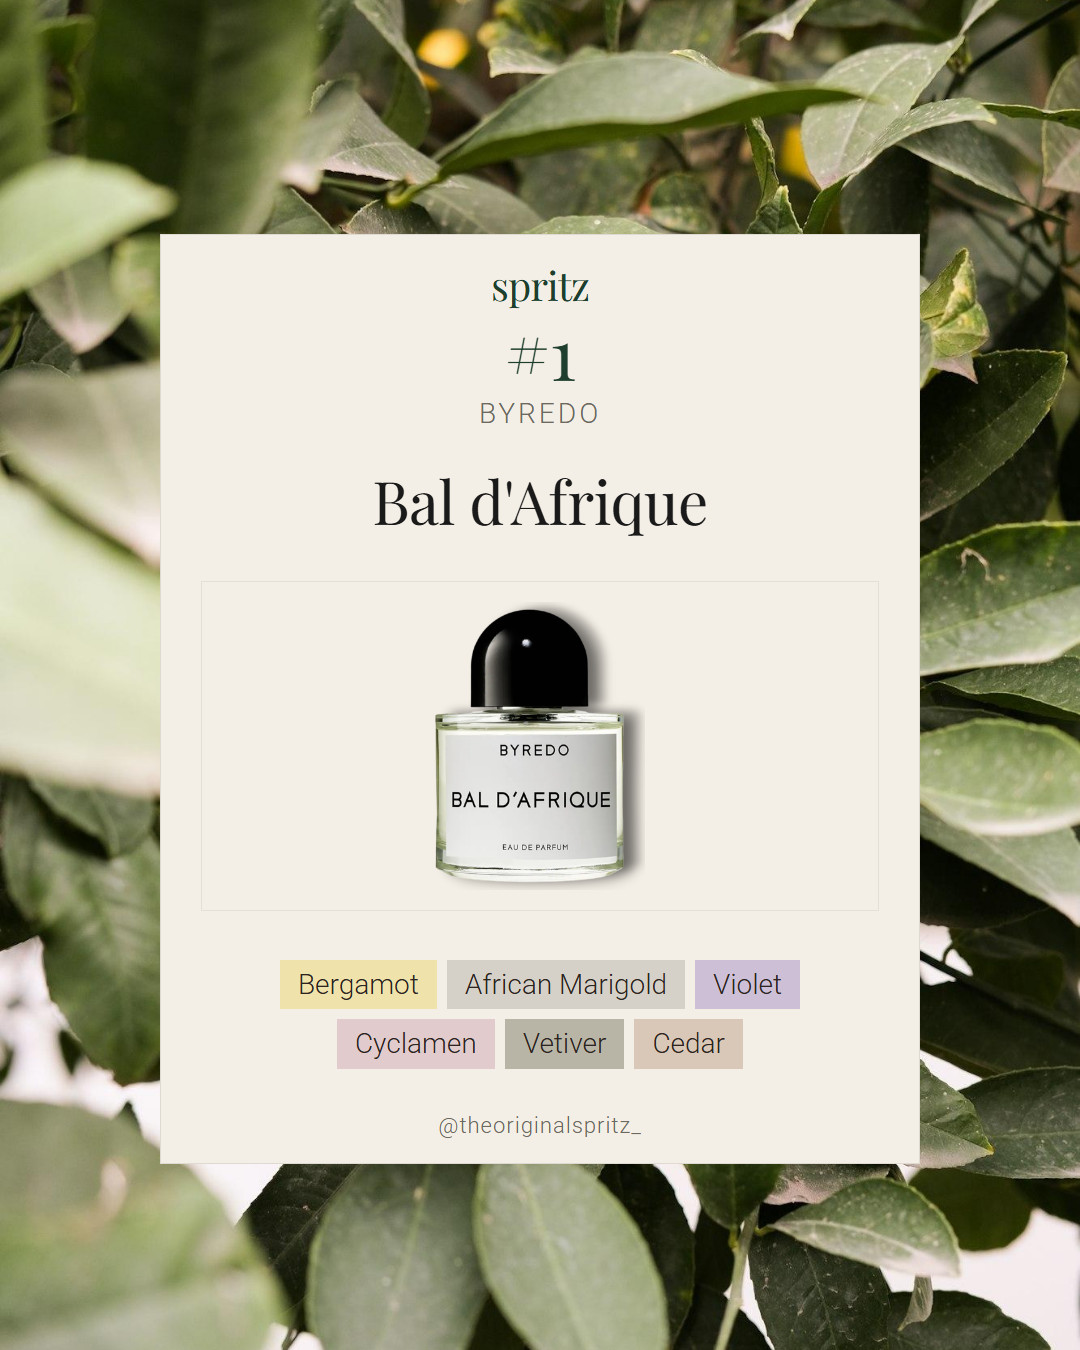 spritz
#1
BYREDO
Bal d'Afrique
BYREDO
BAL D'AFRIQUE
EAU DE PARFUM
Bergamot African Marigold Violet
Cyclamen Vetiver Cedar
@theoriginalspritz_